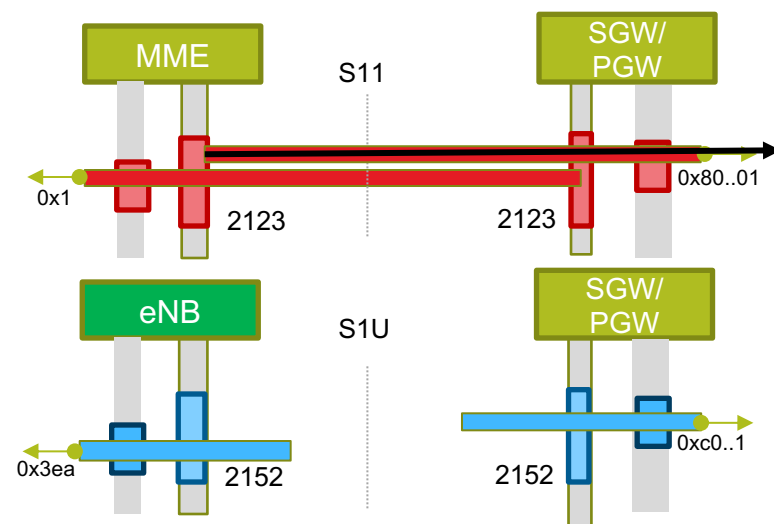 MME
S11
SGW/
PGW
0x1
2123
2123
0x80..01
eNB
S1U
SGW/
PGW
0x3ea
2152
2152
0xc0..1